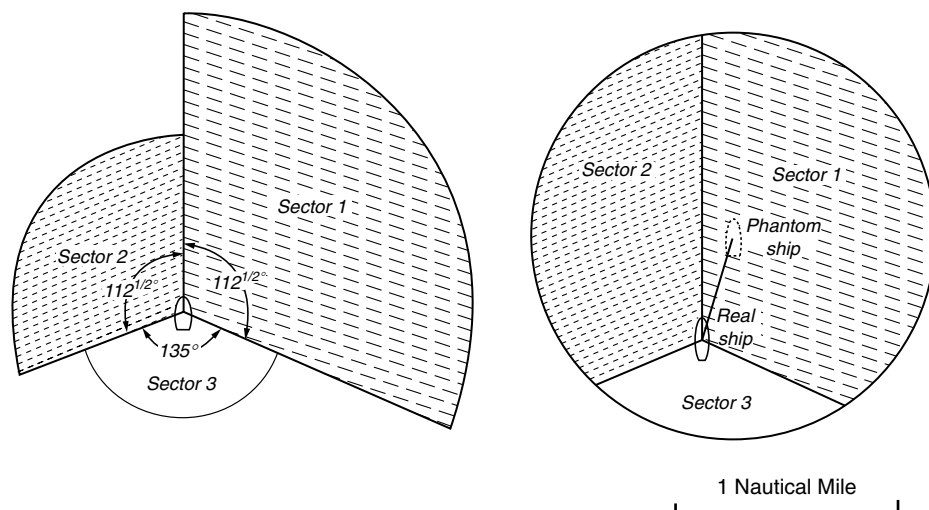 Sector 1
Sector 2
112 1/2°
112 1/2°
135°
Sector 3
Sector 2
Sector 1
Phantom
ship
Real
ship
Sector 3
1 Nautical Mile